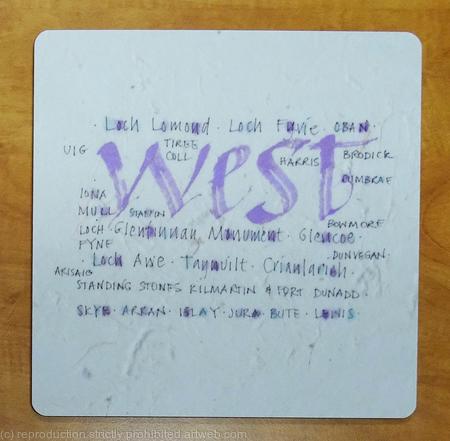 · Loch Lomond · Loch Fyne · OBAN ·
UIG TIREE COLL HARRIS BRODICK
West
CUMBRAE
IONA
MULL STAFFIN BOWMORE
LOCH FYNE Glenfinnan Monument · Glencoe ·
DUNVEGAN
· Loch Awe · Taynuilt · Crianlarich ·
ARISAIG
STANDING STONES KILMARTIN & FORT DUNADD
SKYE · ARRAN · ISLAY · JURA · BUTE · LEWIS ·
(c) reproduction strictly prohibited artweb.com